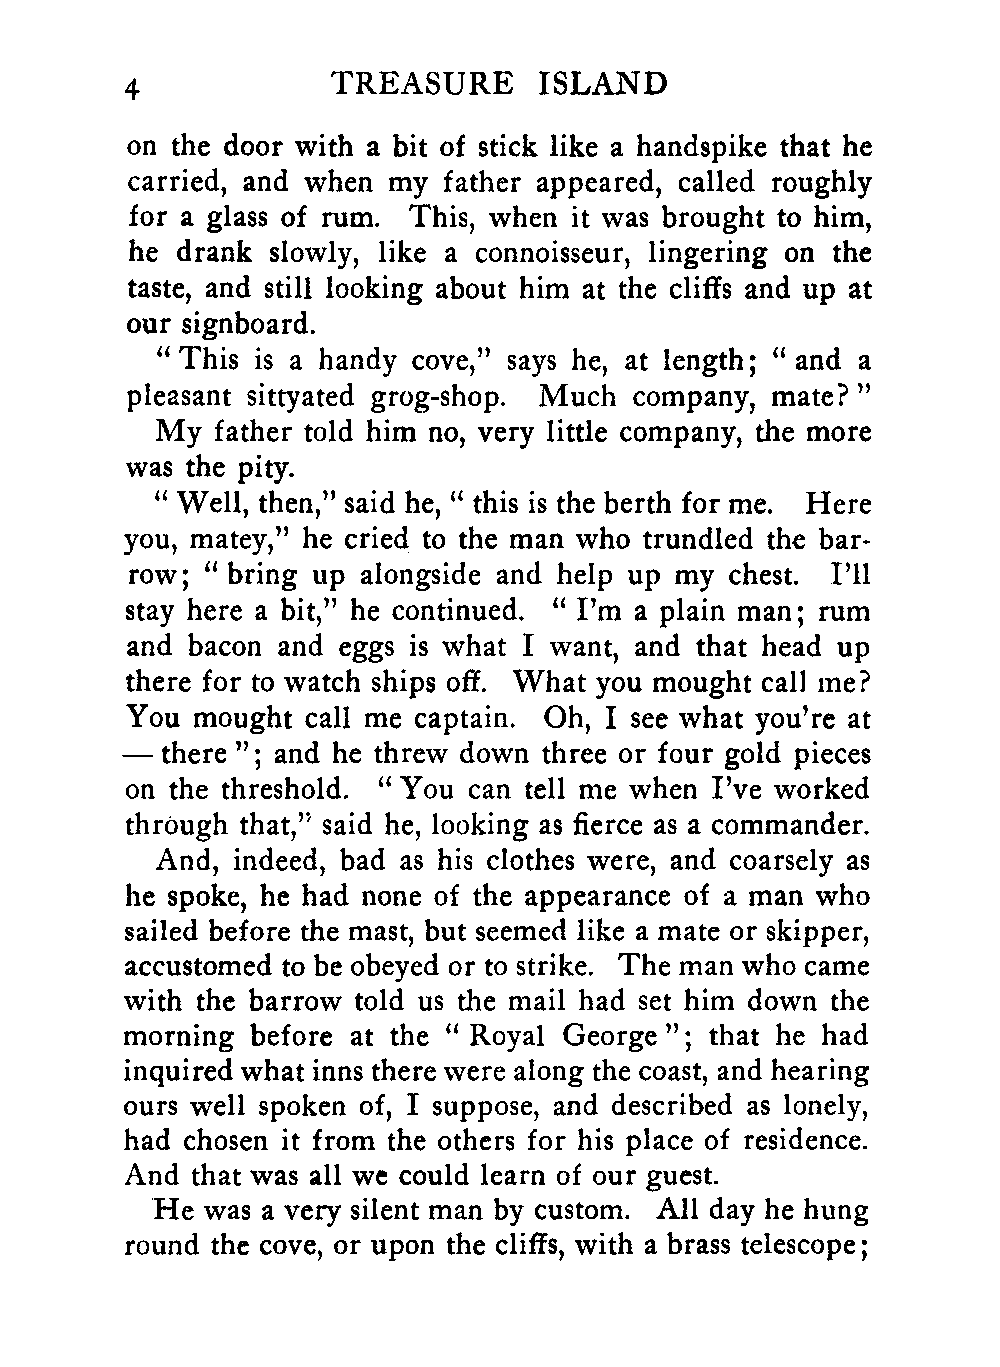 4 TREASURE ISLAND
on the door with a bit of stick like a handspike that he
carried, and when my father appeared, called roughly
for a glass of rum. This, when it was brought to him,
he drank slowly, like a connoisseur, lingering on the
taste, and still looking about him at the cliffs and up at
our signboard.
“This is a handy cove,” says he, at length; “and a
pleasant sittyated grog-shop. Much company, mate?”
My father told him no, very little company, the more
was the pity.
“Well, then,” said he, “this is the berth for me. Here
you, matey,” he cried to the man who trundled the bar-
row; “bring up alongside and help up my chest. I’ll
stay here a bit,” he continued. “I’m a plain man; rum
and bacon and eggs is what I want, and that head up
there for to watch ships off. What you mought call me?
You mought call me captain. Oh, I see what you’re at
— there”; and he threw down three or four gold pieces
on the threshold. “You can tell me when I’ve worked
through that,” said he, looking as fierce as a commander.
And, indeed, bad as his clothes were, and coarsely as
he spoke, he had none of the appearance of a man who
sailed before the mast, but seemed like a mate or skipper,
accustomed to be obeyed or to strike. The man who came
with the barrow told us the mail had set him down the
morning before at the “Royal George”; that he had
inquired what inns there were along the coast, and hearing
ours well spoken of, I suppose, and described as lonely,
had chosen it from the others for his place of residence.
And that was all we could learn of our guest.
He was a very silent man by custom. All day he hung
round the cove, or upon the cliffs, with a brass telescope;